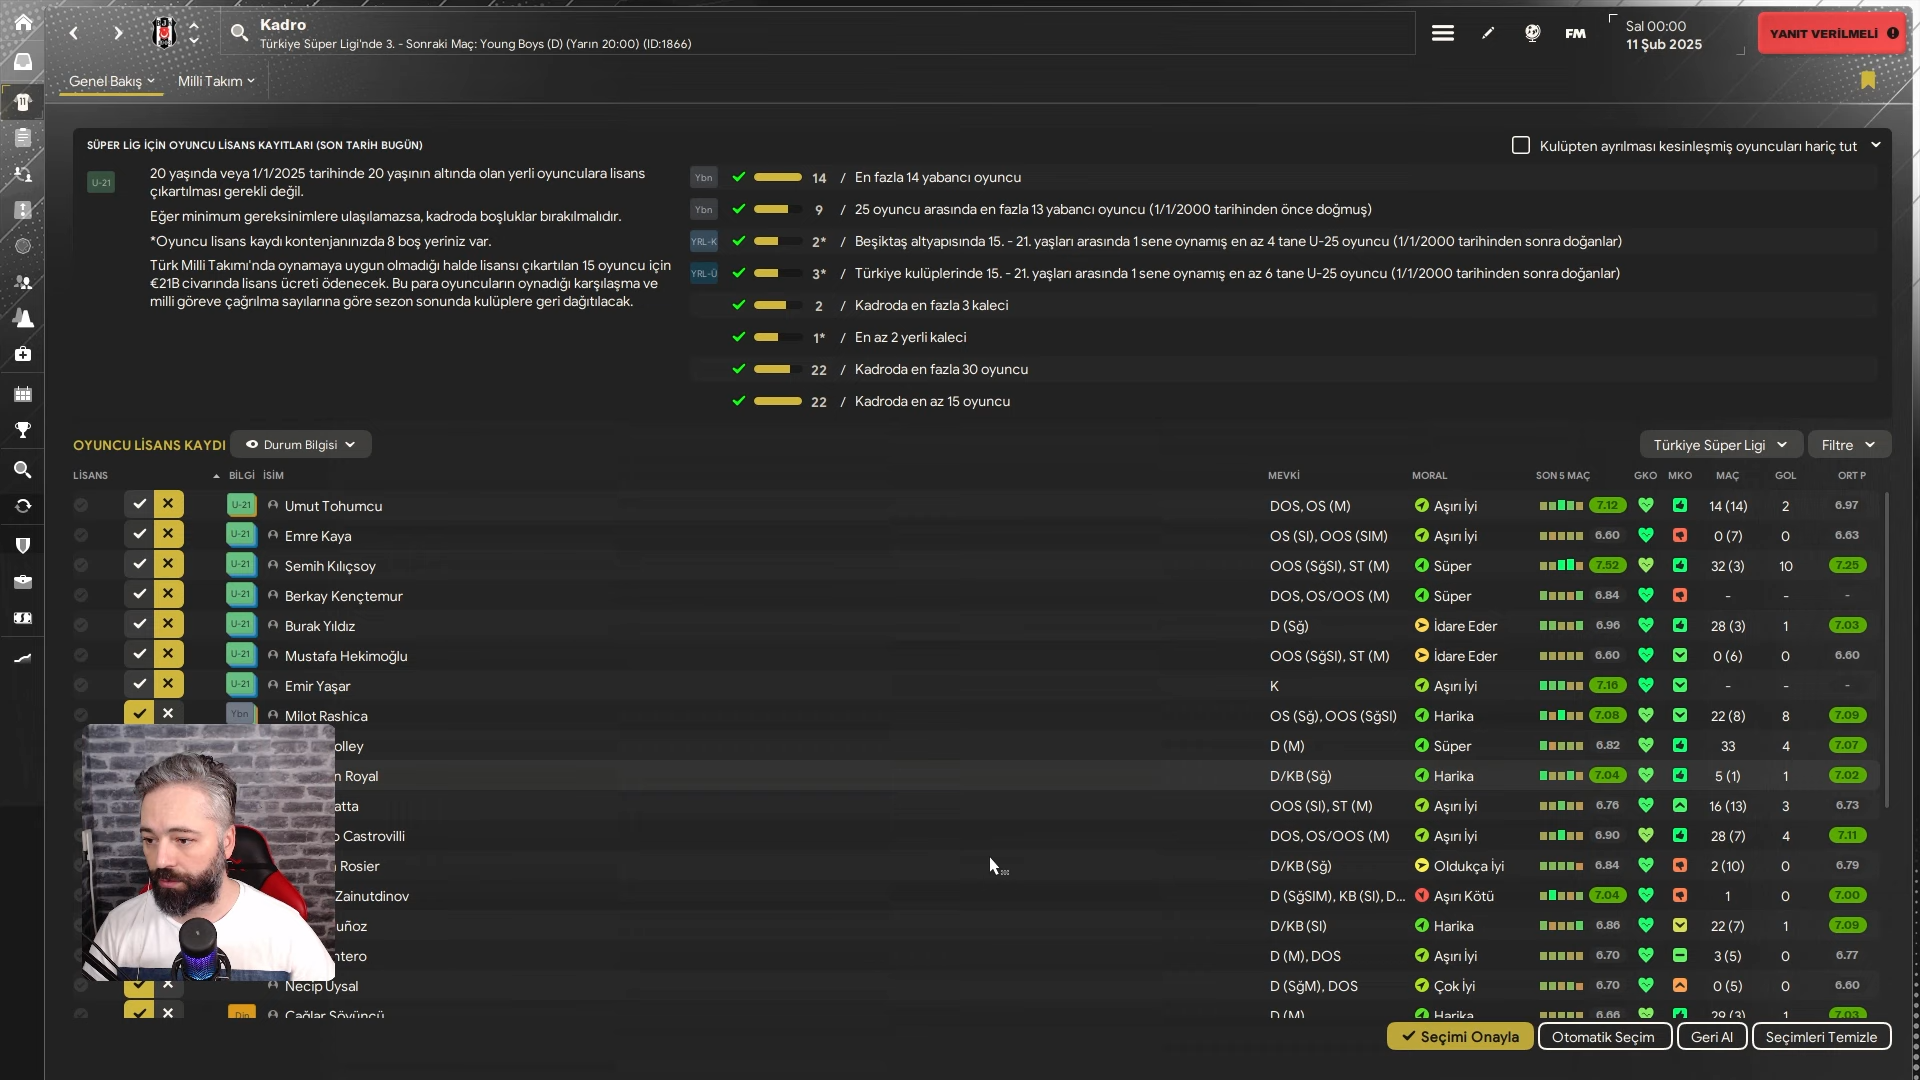 Kadro
Türkiye Süper Ligi'nde 3. - Sonraki Maç: Young Boys (D) (Yarın 20:00) (ID:1866)
FM
Sal 00:00
11 Şub 2025
YANIT VERİLMELİ
Genel Bakış
Milli Takım
SÜPER LİG İÇİN OYUNCU LİSANS KAYITLARI (SON TARİH BUGÜN)
Kulüpten ayrılması kesinleşmiş oyuncuları hariç tut
U-21
20 yaşında veya 1/1/2025 tarihinde 20 yaşının altında olan yerli oyunculara lisans
çıkartılması gerekli değil.
Eğer minimum gereksinimlere ulaşılamazsa, kadroda boşluklar bırakılmalıdır.
*Oyuncu lisans kaydı kontenjanınızda 8 boş yeriniz var.
Türk Milli Takımı'nda oynamaya uygun olmadığı halde lisansı çıkartılan 15 oyuncu için
€21B civarında lisans ücreti ödenecek. Bu para oyuncuların oynadığı karşılaşma ve
milli göreve çağrılma sayılarına göre sezon sonunda kulüplere geri dağıtılacak.
Ybn 14 / En fazla 14 yabancı oyuncu
Ybn 9 / 25 oyuncu arasında en fazla 13 yabancı oyuncu (1/1/2000 tarihinden önce doğmuş)
YRL-K 2* / Beşiktaş altyapısında 15. - 21. yaşları arasında 1 sene oynamış en az 4 tane U-25 oyuncu (1/1/2000 tarihinden sonra doğanlar)
YRL-Ü 3* / Türkiye kulüplerinde 15. - 21. yaşları arasında 1 sene oynamış en az 6 tane U-25 oyuncu (1/1/2000 tarihinden sonra doğanlar)
2 / Kadroda en fazla 3 kaleci
1* / En az 2 yerli kaleci
22 / Kadroda en fazla 30 oyuncu
22 / Kadroda en az 15 oyuncu
OYUNCU LİSANS KAYDI Durum Bilgisi Türkiye Süper Ligi Filtre
LİSANS BİLGİ İSİM MEVKİ MORAL SON 5 MAÇ GKO MKO MAÇ GOL ORT P
U-21 Umut Tohumcu DOS, OS (M) Aşırı İyi 7.12 14 (14) 2 6.97
U-21 Emre Kaya OS (Sl), OOS (SlM) Aşırı İyi 6.60 0 (7) 0 6.63
U-21 Semih Kılıçsoy OOS (SğSl), ST (M) Süper 7.52 32 (3) 10 7.25
U-21 Berkay Kençtemur DOS, OS/OOS (M) Süper 6.84 - - -
U-21 Burak Yıldız D (Sğ) İdare Eder 6.96 28 (3) 1 7.03
U-21 Mustafa Hekimoğlu OOS (SğSl), ST (M) İdare Eder 6.60 0 (6) 0 6.60
U-21 Emir Yaşar K Aşırı İyi 7.16 - - -
Ybn Milot Rashica OS (Sğ), OOS (SğSl) Harika 7.08 22 (8) 8 7.09
olley D (M) Süper 6.82 33 4 7.07
n Royal D/KB (Sğ) Harika 7.04 5 (1) 1 7.02
atta OOS (Sl), ST (M) Aşırı İyi 6.76 16 (13) 3 6.73
o Castrovilli DOS, OS/OOS (M) Aşırı İyi 6.90 28 (7) 4 7.11
Rosier D/KB (Sğ) Oldukça İyi 6.84 2 (10) 0 6.79
Zainutdinov D (SğSlM), KB (Sl), D... Aşırı Kötü 7.04 1 0 7.00
uñoz D/KB (Sl) Harika 6.86 22 (7) 1 7.09
ntero D (M), DOS Aşırı İyi 6.70 3 (5) 0 6.77
Necip Uysal D (SğM), DOS Çok İyi 6.70 0 (5) 0 6.60
Din Çağlar Söyüncü D (M) Harika 6.66 29 (3) 1 7.03
Seçimi Onayla Otomatik Seçim Geri Al Seçimleri Temizle